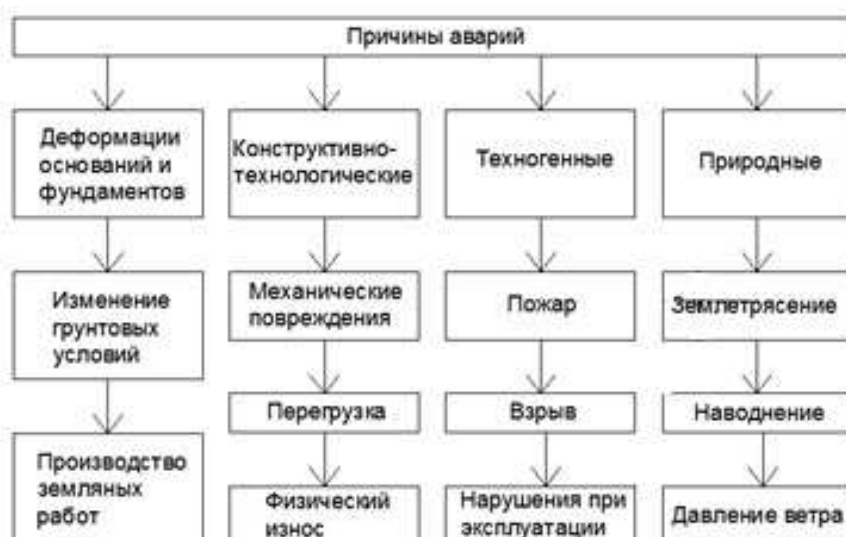 Причины аварий
Деформации
оснований и
фундаментов
Конструктивно-
технологические
Техногенные
Природные
Изменение
грунтовых
условий
Механические
повреждения
Пожар
Землетрясение
Перегрузка
Взрыв
Наводнение
Производство
земляных
работ
Физический
износ
Нарушения при
эксплуатации
Давление ветра